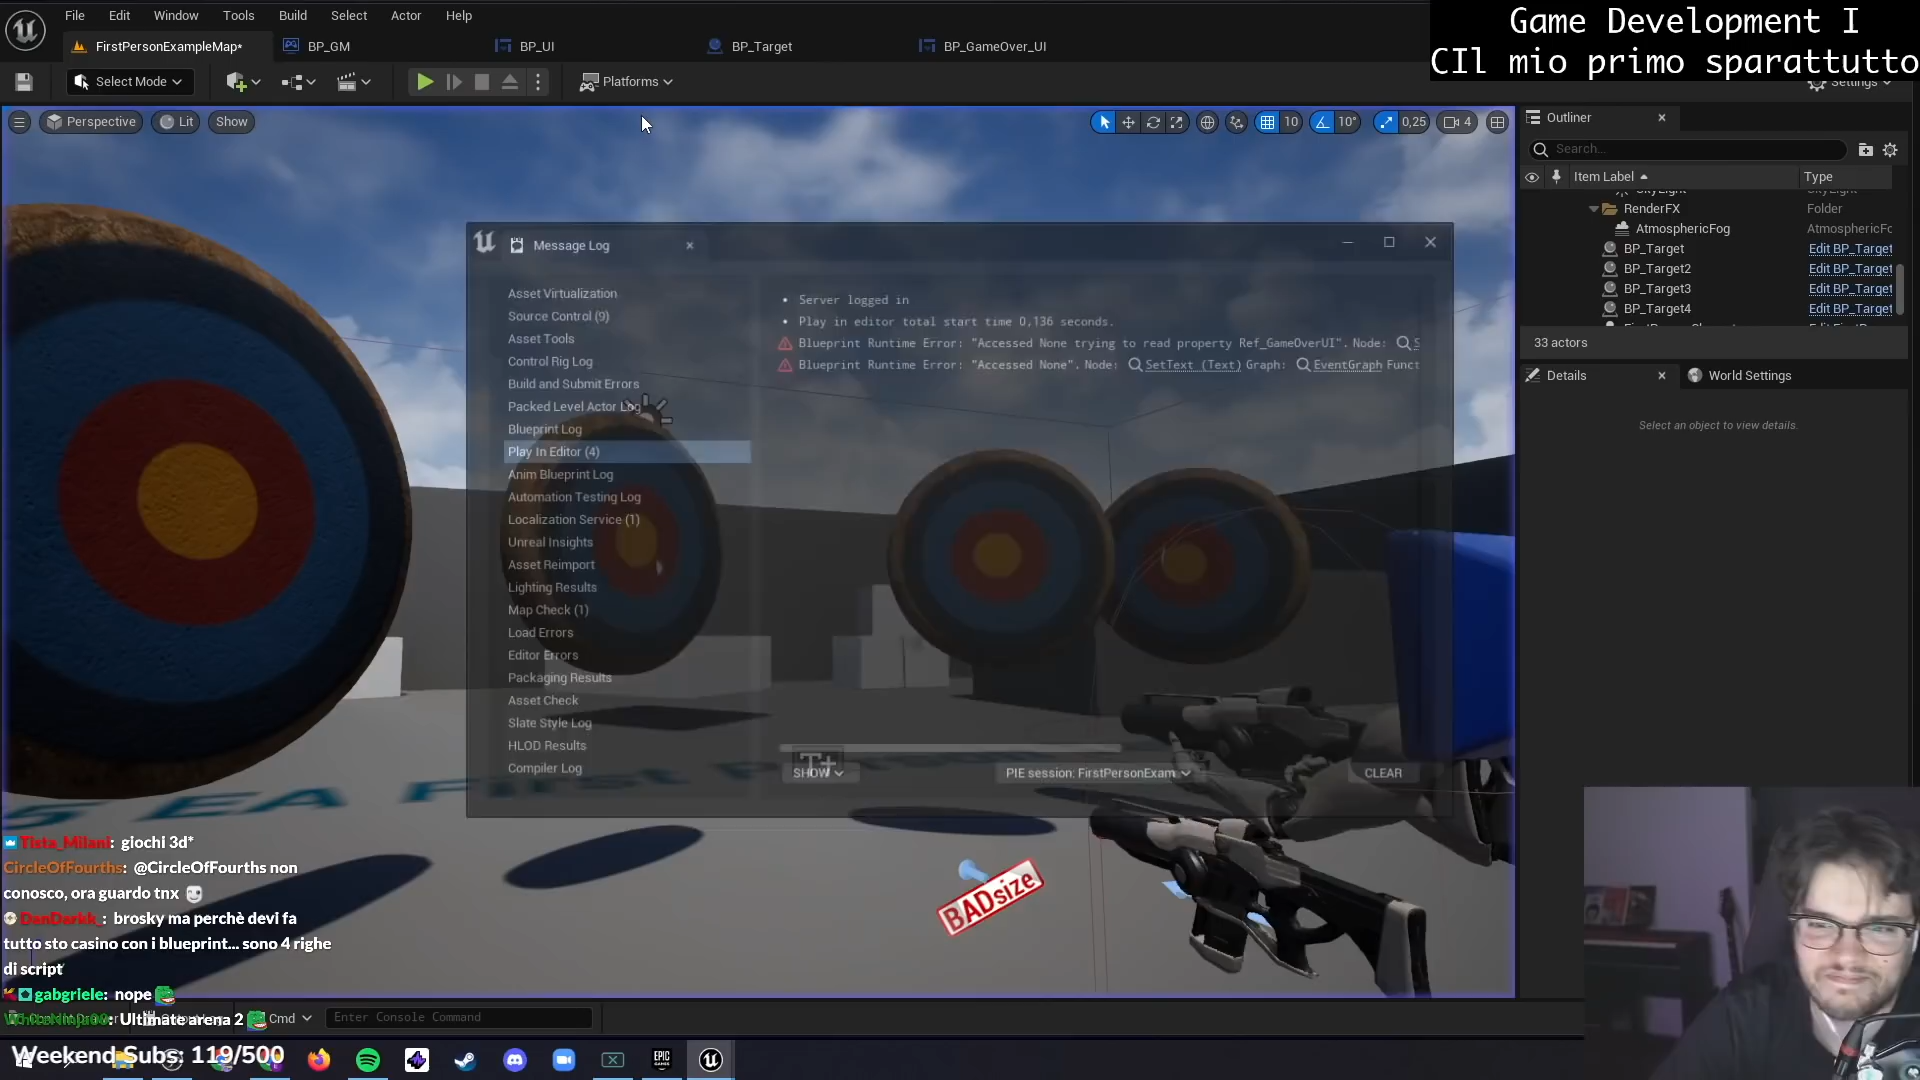 File Edit Window Tools Build Select Actor Help
Game Development I
CIl mio primo sparattutto
FirstPersonExampleMap* BP_GM BP_UI BP_Target BP_GameOver_UI
Select Mode Platforms Settings
Perspective Lit Show 10 10° 0,25 4
Outliner
Search...
Item Label Type
SkyLight SkyLight
RenderFX Folder
AtmosphericFog AtmosphericFo
BP_Target Edit BP_Target
BP_Target2 Edit BP_Target
BP_Target3 Edit BP_Target
BP_Target4 Edit BP_Target
33 actors
Details World Settings
Select an object to view details.
Message Log
Asset Virtualization
Source Control (9)
Asset Tools
Control Rig Log
Build and Submit Errors
Packed Level Actor Log
Blueprint Log
Play In Editor (4)
Anim Blueprint Log
Automation Testing Log
Localization Service (1)
Unreal Insights
Asset Reimport
Lighting Results
Map Check (1)
Load Errors
Editor Errors
Packaging Results
Asset Check
Slate Style Log
HLOD Results
Compiler Log
Server logged in
Play in editor total start time 0,136 seconds.
Blueprint Runtime Error: "Accessed None trying to read property Ref_GameOverUI". Node: S
Blueprint Runtime Error: "Accessed None". Node: SetText (Text) Graph: EventGraph Funct
SHOW PIE session: FirstPersonExam CLEAR
BADsize
Tista_Milani: giochi 3d*
CircleOfFourths: @CircleOfFourths non
conosco, ora guardo tnx
DanDarkk_: brosky ma perchè devi fa
tutto sto casino con i blueprint... sono 4 righe
di script
gabgriele: nope
Ultimate arena 2
Cmd Enter Console Command
Weekend Subs: 119/500
EPIC
GAMES